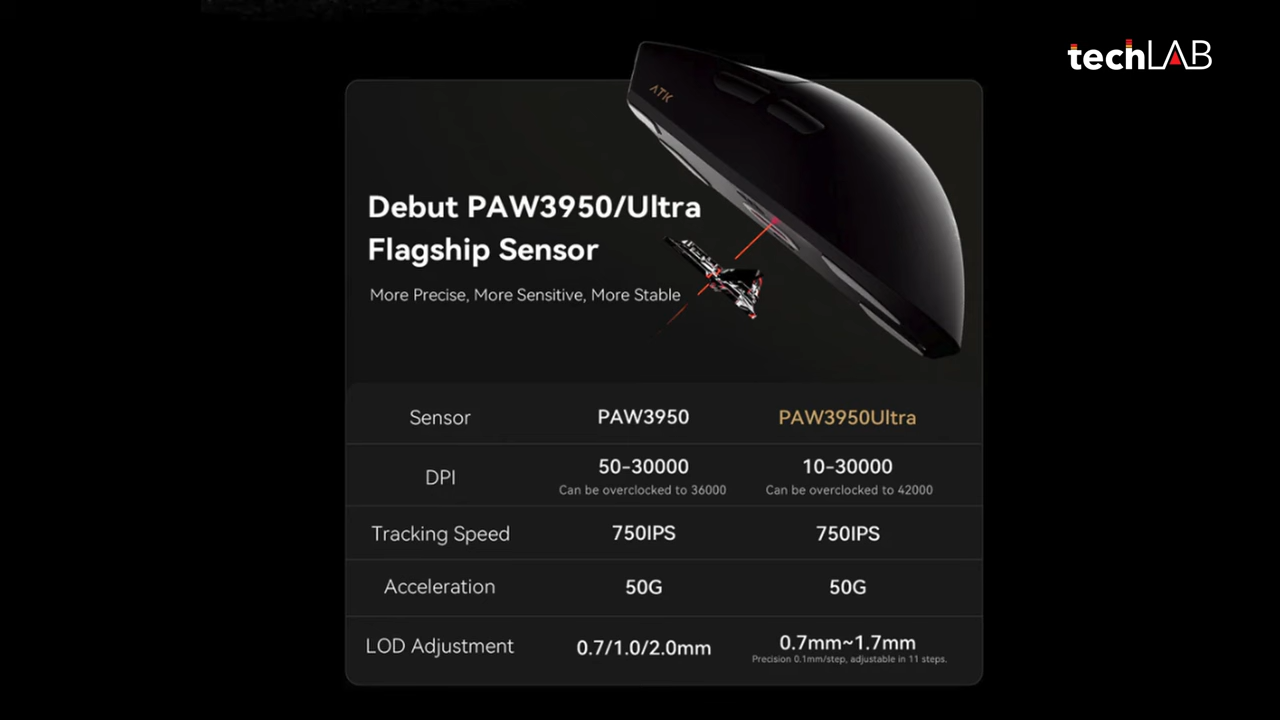 techLAB
ATK
Debut PAW3950/Ultra
Flagship Sensor
More Precise, More Sensitive, More Stable
Sensor PAW3950 PAW3950Ultra
DPI 50-30000 10-30000
Can be overclocked to 36000 Can be overclocked to 42000
Tracking Speed 750IPS 750IPS
Acceleration 50G 50G
LOD Adjustment 0.7/1.0/2.0mm 0.7mm~1.7mm
Precision 0.1mm/step, adjustable in 11 steps.